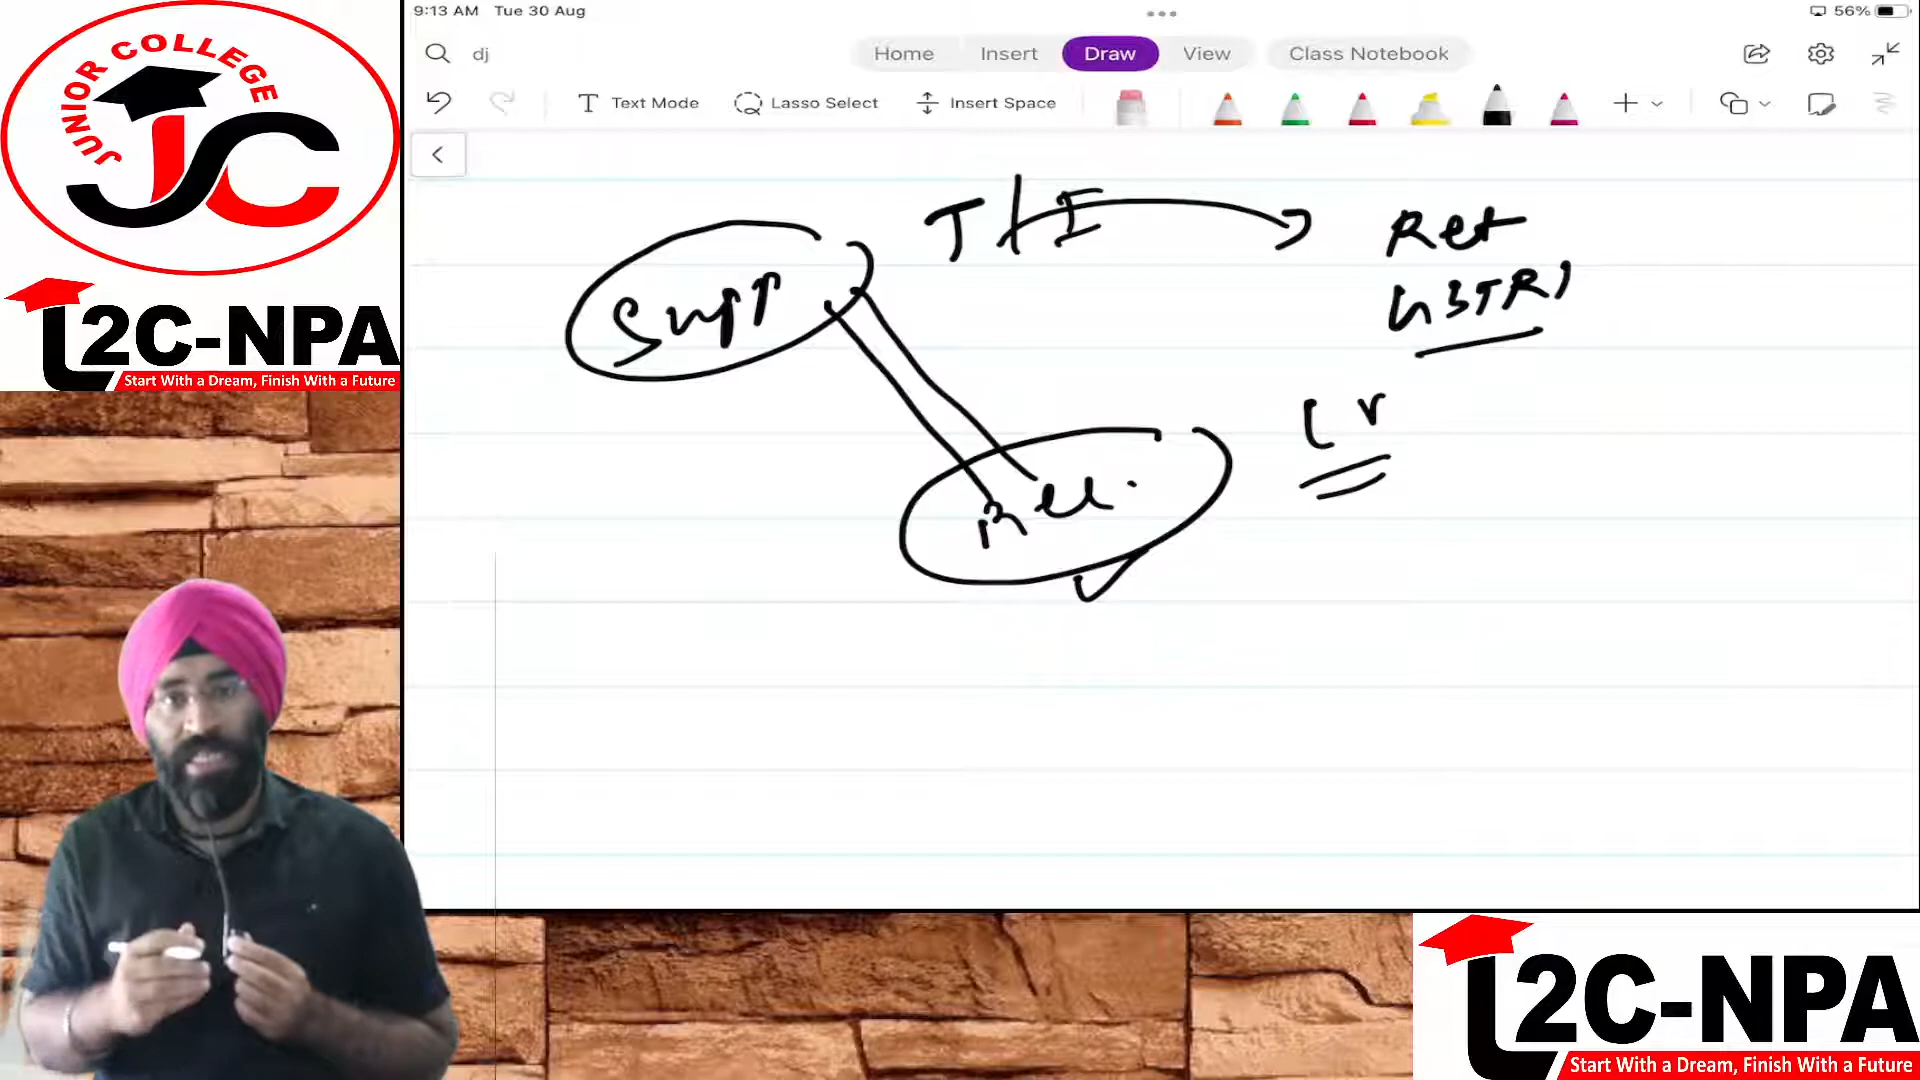 JUNIOR COLLEGE
JC
L2C-NPA
Start With a Dream, Finish With a Future
9:13 AM Tue 30 Aug
56%
dj
Home Insert Draw View Class Notebook
Text Mode Lasso Select Insert Space
T/I
Ret
GSTR1
Supp
Rec.
L2C-NPA
Start With a Dream, Finish With a Future